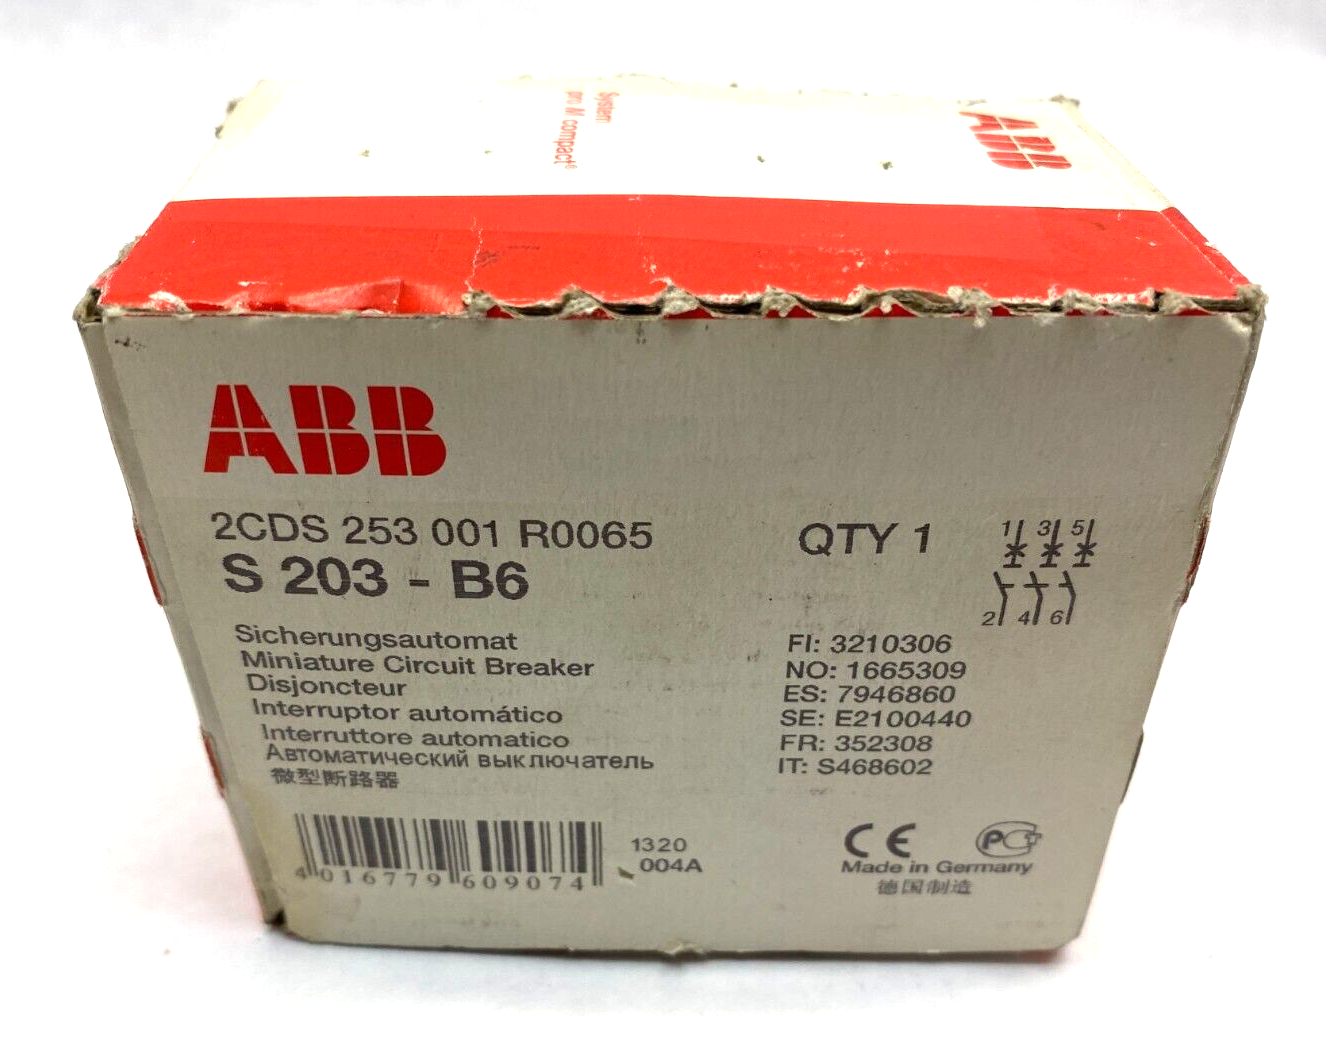 System
pro M compact®
ABB
ABB
2CDS 253 001 R0065
S 203 - B6
QTY 1
1 3 5
2 4 6
Sicherungsautomat
Miniature Circuit Breaker
Disjoncteur
Interruptor automático
Interruttore automatico
Автоматический выключатель
微型断路器
FI: 3210306
NO: 1665309
ES: 7946860
SE: E2100440
FR: 352308
IT: S468602
4 016779 609074
1320
004A
CE
PCT
Made in Germany
德国制造